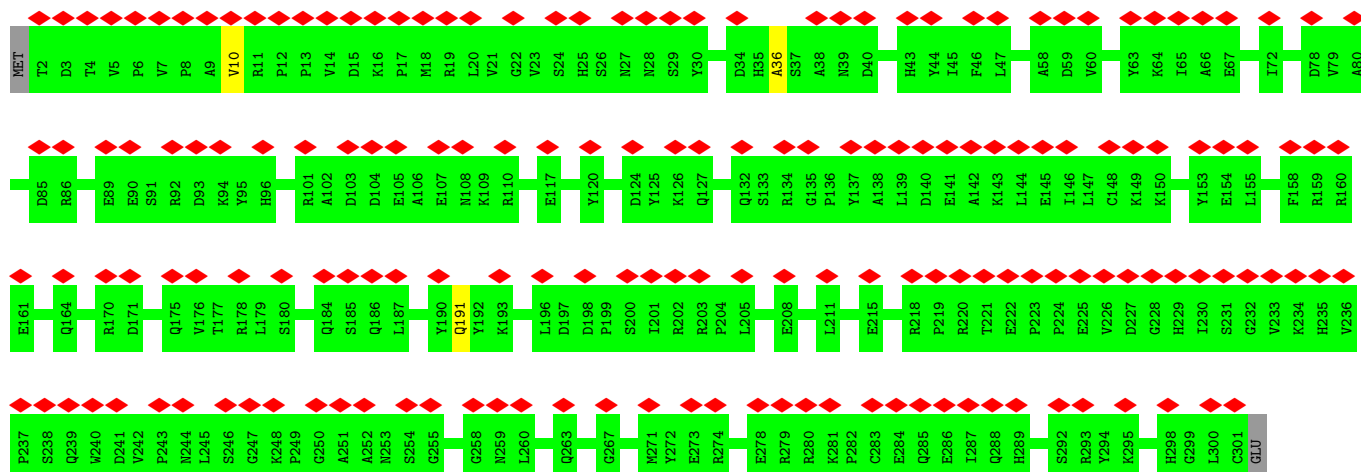 MET T2 D3 T4 V5 P6 V7 P8 A9 V10 R11 P12 P13 V14 D15 K16 P17 M18 R19 L20 V21 G22 V23 S24 H25 S26 N27 N28 S29 Y30 D34 H35 A36 S37 A38 N39 D40 H43 Y44 I45 F46 L47 A58 D59 V60 Y63 K64 I65 A66 E67 I72 D78 V79 A80
D85 R86 E89 E90 S91 R92 D93 K94 Y95 H96 R101 A102 D103 D104 E105 A106 E107 N108 K109 R110 E117 Y120 D124 Y125 K126 Q127 Q132 S133 R134 G135 P136 Y137 A138 L139 D140 E141 A142 K143 L144 E145 I146 L147 C148 K149 K150 Y153 E154 L155 F158 R159 R160
E161 Q164 R170 D171 Q175 V176 T177 R178 L179 S180 Q184 S185 Q186 L187 Y190 Q191 Y192 K193 L196 D197 D198 P199 S200 I201 R202 R203 P204 L205 E208 L211 E215 R218 P219 R220 T221 E222 P223 P224 E225 V226 D227 G228 H229 I230 S231 G232 V233 K234 H235 V236
P237 S238 Q239 W240 D241 V242 P243 N244 L245 S246 G247 K248 P249 G250 A251 A252 N253 S254 G255 G258 N259 L260 Q263 G267 M271 Y272 E273 R274 E278 R279 R280 K281 P282 C283 E284 Q285 E286 I287 Q288 H289 S292 R293 Y294 K295 H298 G299 L300 C301 GLU